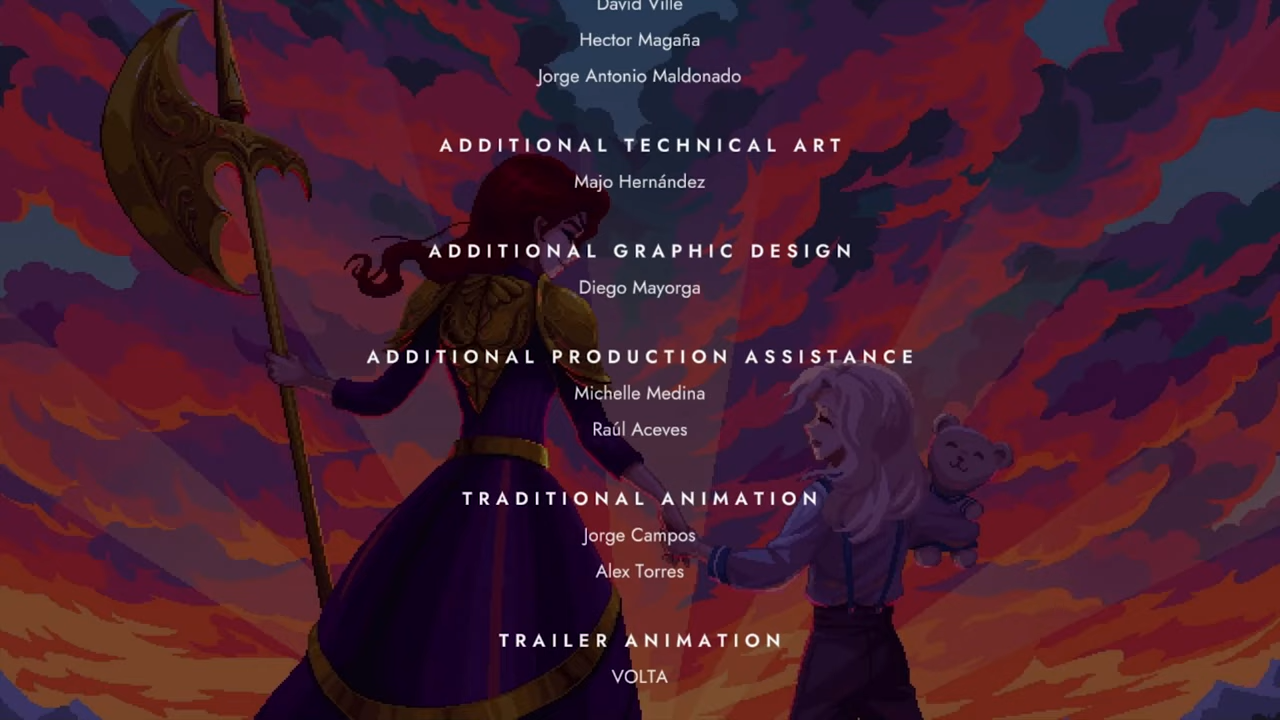 David Ville
Hector Magaña
Jorge Antonio Maldonado
ADDITIONAL TECHNICAL ART
Majo Hernández
ADDITIONAL GRAPHIC DESIGN
Diego Mayorga
ADDITIONAL PRODUCTION ASSISTANCE
Michelle Medina
Raúl Aceves
TRADITIONAL ANIMATION
Jorge Campos
Alex Torres
TRAILER ANIMATION
VOLTA